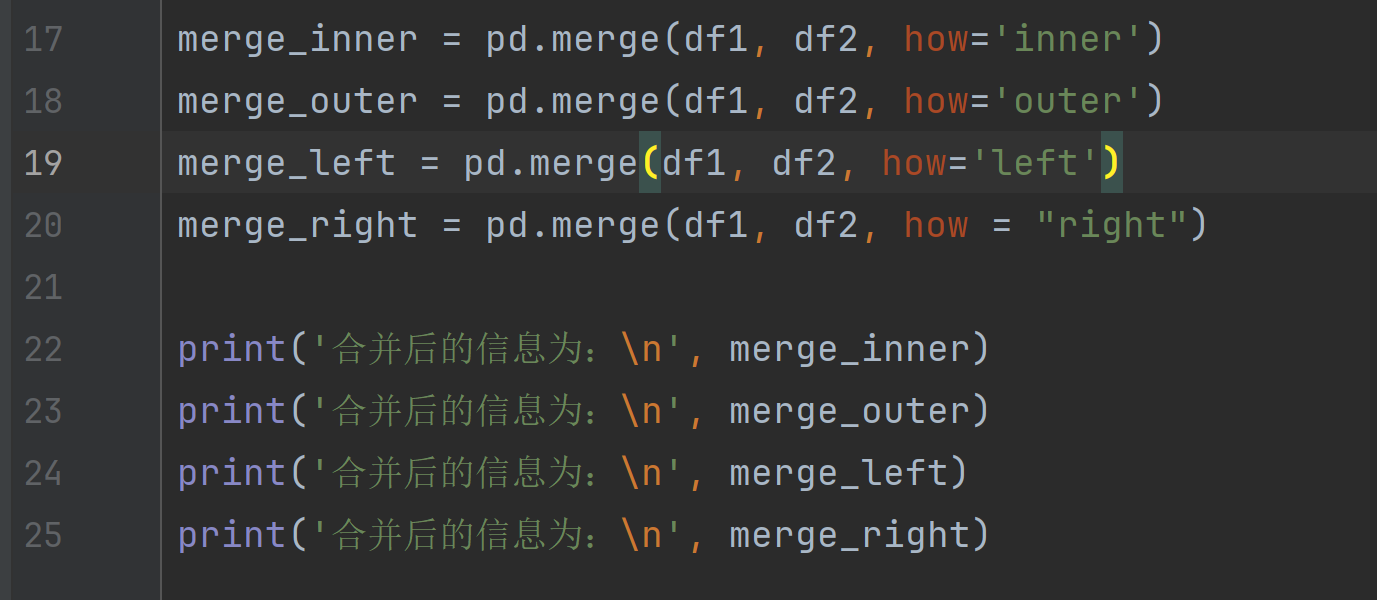 17 merge_inner = pd.merge(df1, df2, how='inner')
18 merge_outer = pd.merge(df1, df2, how='outer')
19 merge_left = pd.merge(df1, df2, how='left')
20 merge_right = pd.merge(df1, df2, how = "right")
21
22 print('合并后的信息为：\n', merge_inner)
23 print('合并后的信息为：\n', merge_outer)
24 print('合并后的信息为：\n', merge_left)
25 print('合并后的信息为：\n', merge_right)